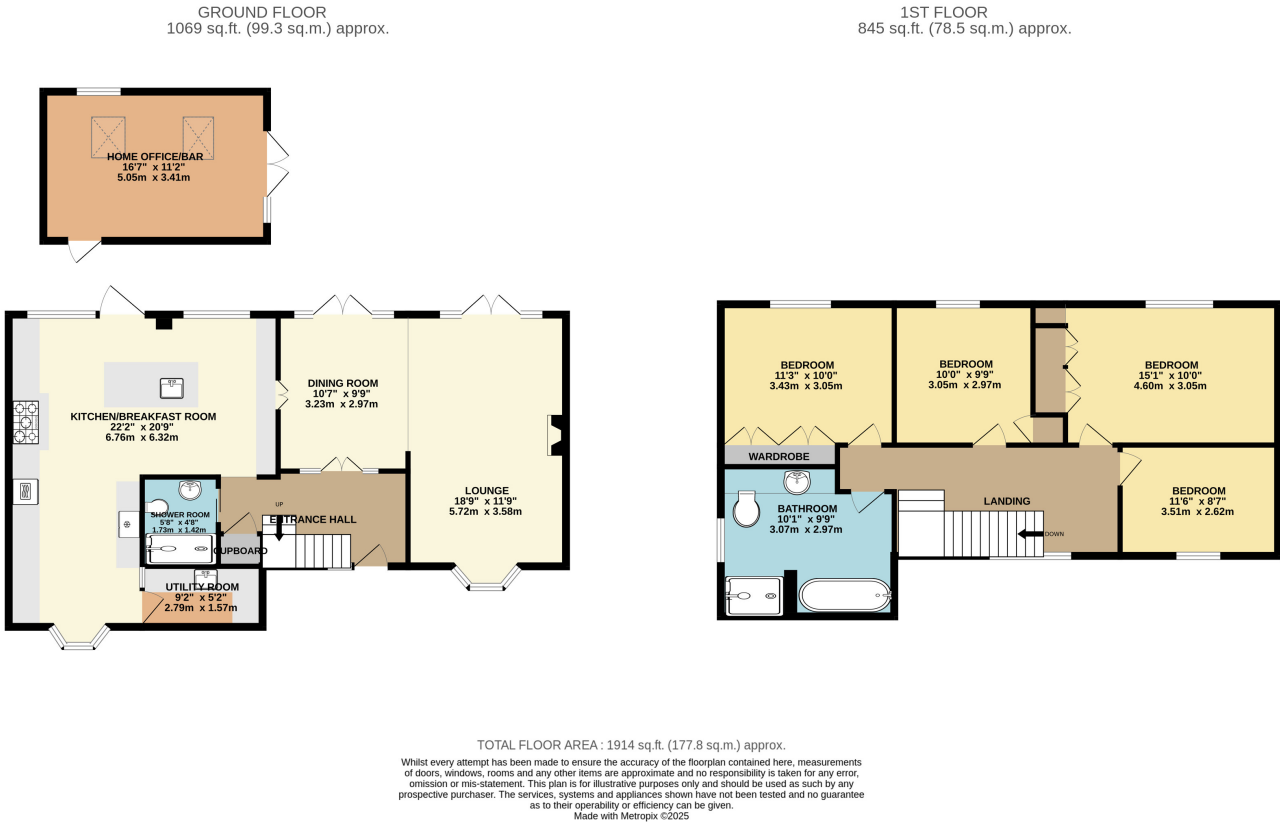 GROUND FLOOR
1069 sq.ft. (99.3 sq.m.) approx.
1ST FLOOR
845 sq.ft. (78.5 sq.m.) approx.
HOME OFFICE/BAR
16'7" x 11'2"
5.05m x 3.41m
KITCHEN/BREAKFAST ROOM
22'2" x 20'9"
6.76m x 6.32m
DINING ROOM
10'7" x 9'9"
3.23m x 2.97m
LOUNGE
18'9" x 11'9"
5.72m x 3.58m
SHOWER ROOM
5'8" x 4'8"
1.73m x 1.42m
UP
ENTRANCE HALL
CUPBOARD
UTILITY ROOM
9'2" x 5'2"
2.79m x 1.57m
BEDROOM
11'3" x 10'0"
3.43m x 3.05m
BEDROOM
10'0" x 9'9"
3.05m x 2.97m
BEDROOM
15'1" x 10'0"
4.60m x 3.05m
WARDROBE
BATHROOM
10'1" x 9'9"
3.07m x 2.97m
LANDING
DOWN
BEDROOM
11'6" x 8'7"
3.51m x 2.62m
TOTAL FLOOR AREA : 1914 sq.ft. (177.8 sq.m.) approx.
Whilst every attempt has been made to ensure the accuracy of the floorplan contained here, measurements
of doors, windows, rooms and any other items are approximate and no responsibility is taken for any error,
omission or mis-statement. This plan is for illustrative purposes only and should be used as such by any
prospective purchaser. The services, systems and appliances shown have not been tested and no guarantee
as to their operability or efficiency can be given.
Made with Metropix ©2025